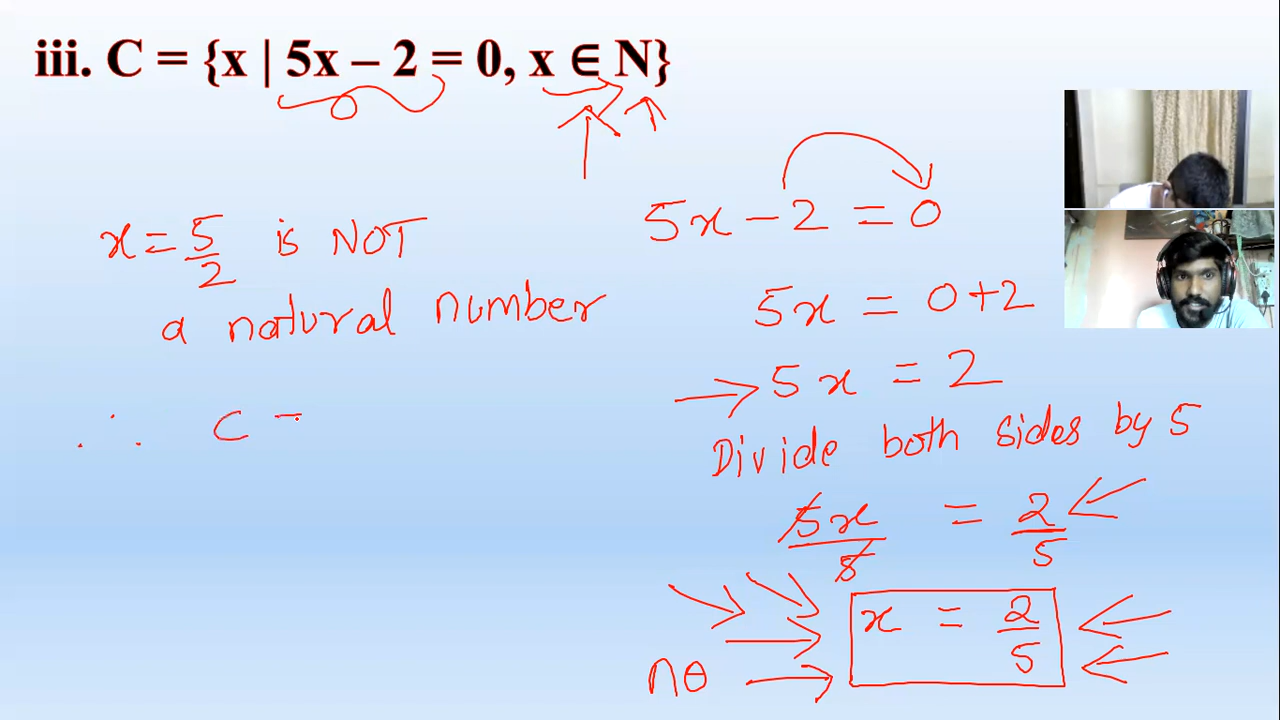 iii. C = {x | 5x – 2 = 0, x ∈ N}
x = 5/2 is NOT
a natural number
∴ C =
5x − 2 = 0
5x = 0+2
5x = 2
Divide both sides by 5
5x/5 = 2/5
x = 2/5
no